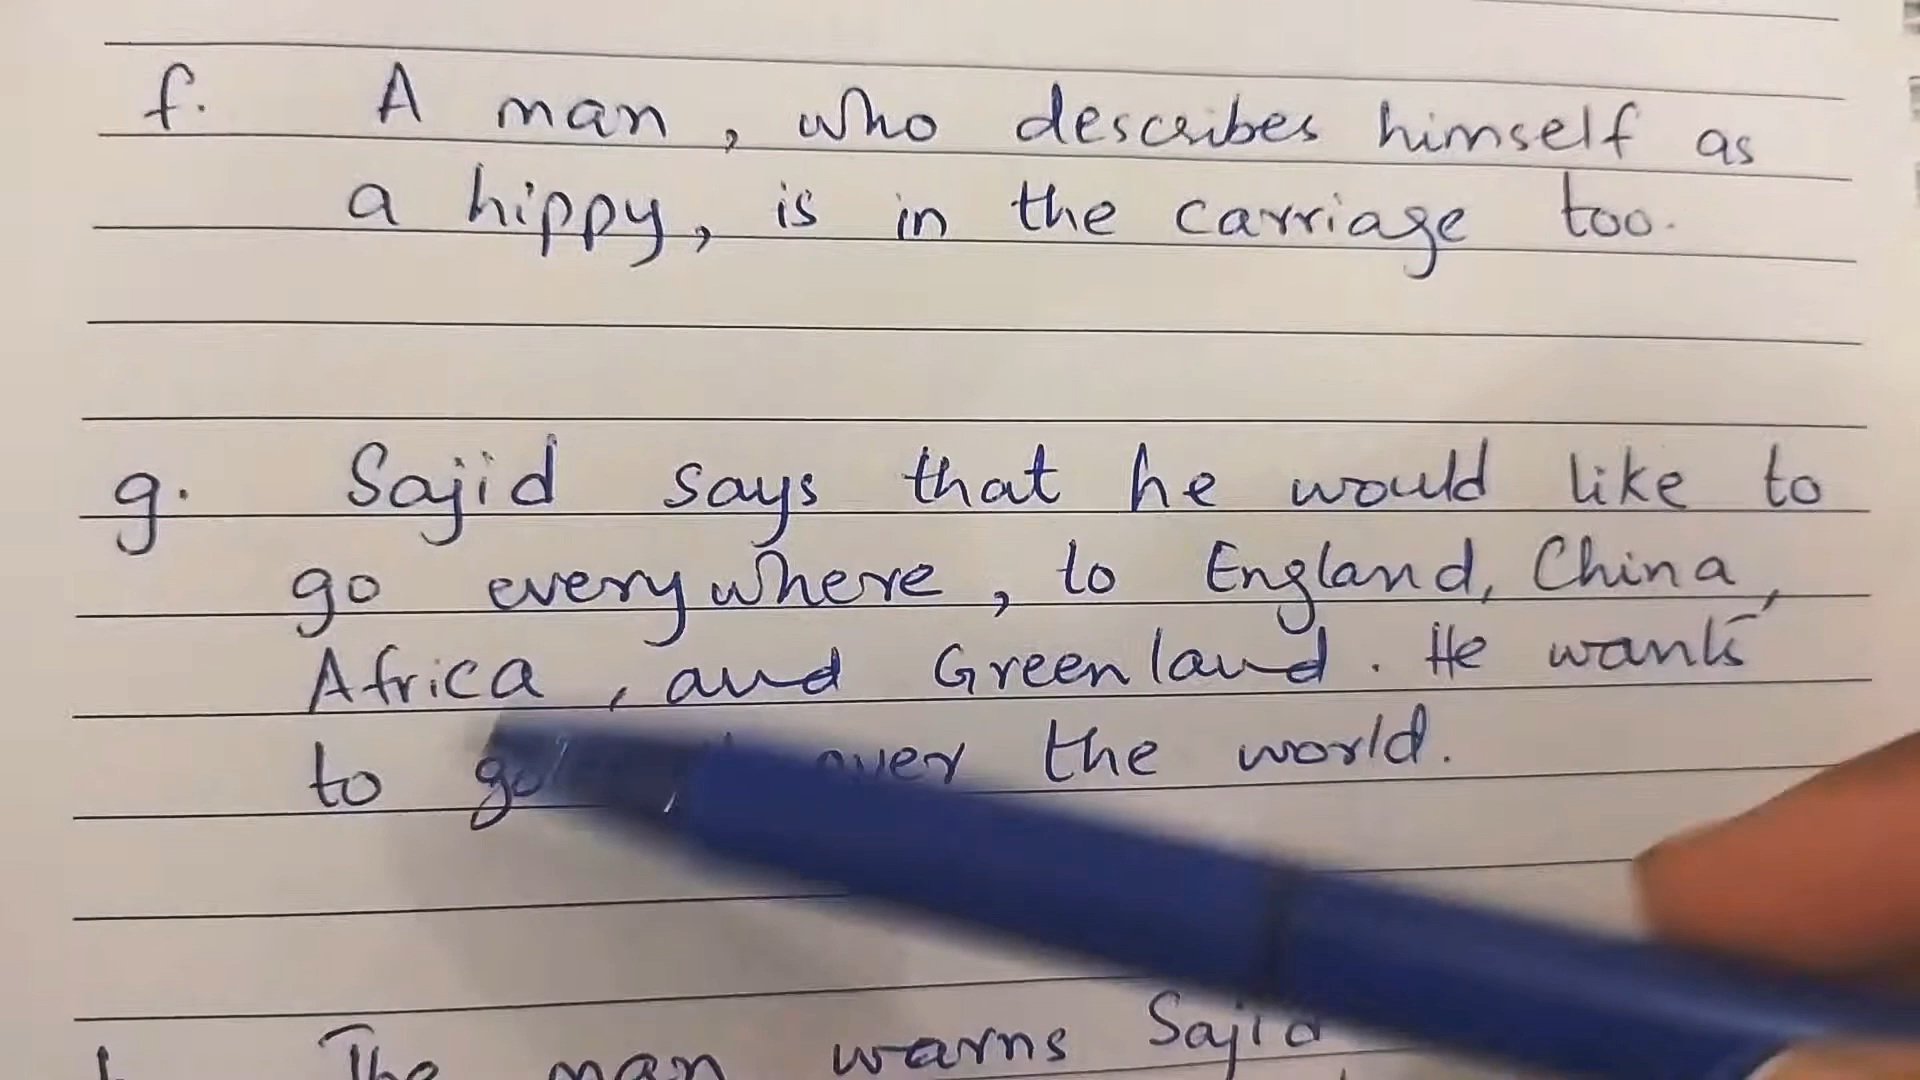 f. A man, who describes himself as
a hippy, is in the carriage too.
g. Sajid says that he would like to
go everywhere, to England, China,
Africa, and Greenland. He wants
to go over the world.
The man warns Sajid